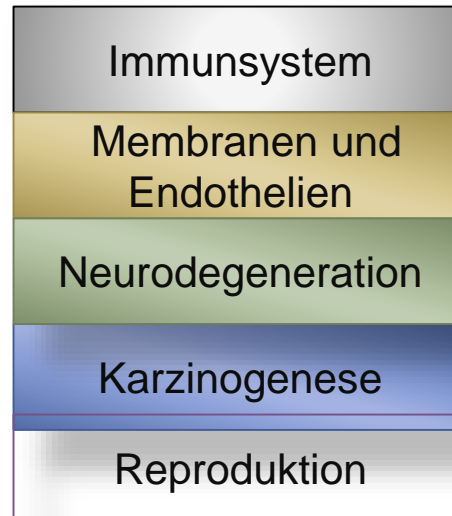 Immunsystem
Membranen und
Endothelien
Neurodegeneration
Karzinogenese
Reproduktion